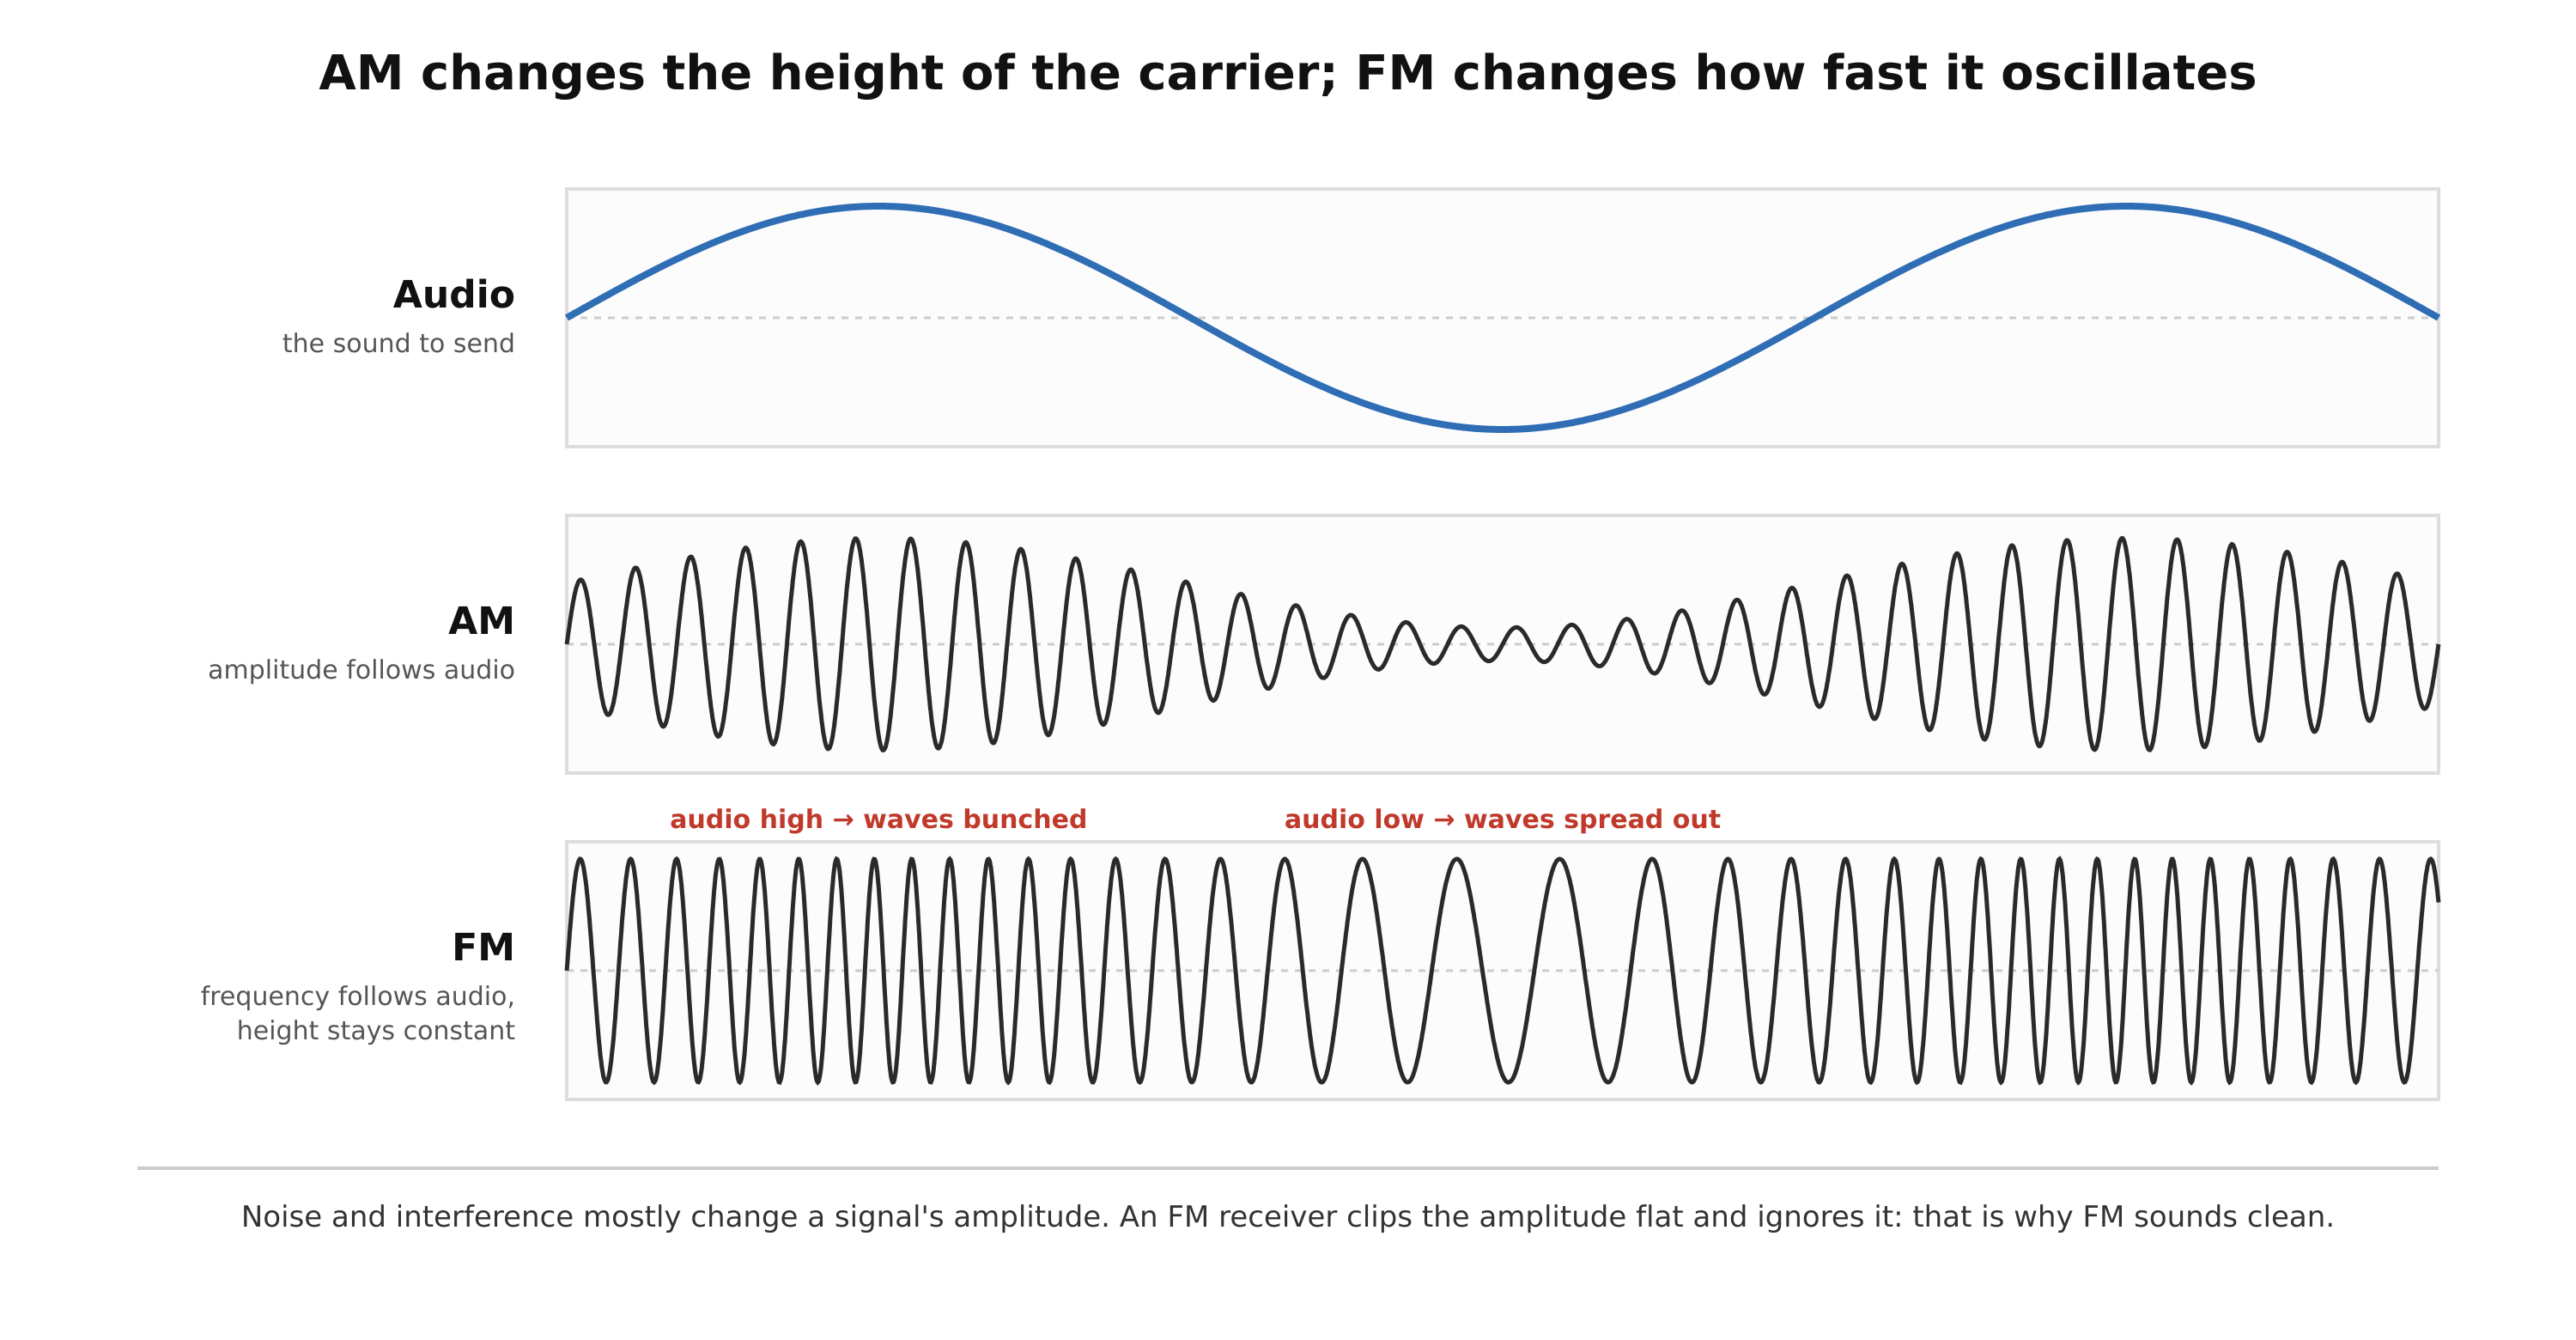 AM changes the height of the carrier; FM changes how fast it oscillates
Audio
the sound to send
AM
amplitude follows audio
audio high → waves bunched
audio low → waves spread out
FM
frequency follows audio,
height stays constant
Noise and interference mostly change a signal's amplitude. An FM receiver clips the amplitude flat and ignores it: that is why FM sounds clean.